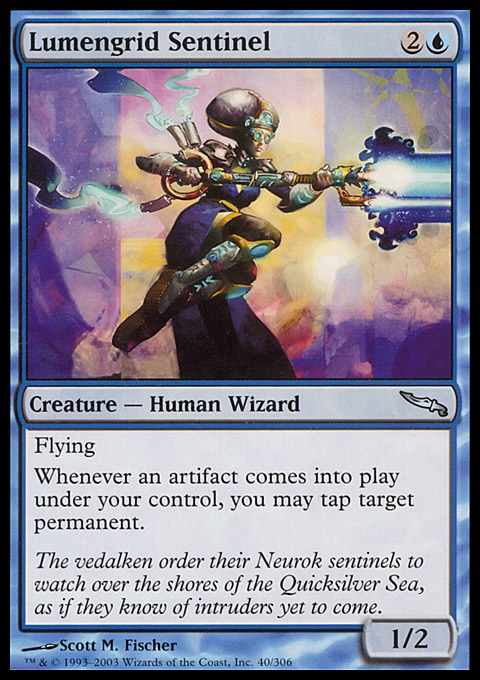 Lumengrid Sentinel 2
Creature — Human Wizard
Flying
Whenever an artifact comes into play
under your control, you may tap target
permanent.
The vedalken order their Neurok sentinels to
watch over the shores of the Quicksilver Sea,
as if they know of intruders yet to come.
Scott M. Fischer
1/2
™ & © 1993–2003 Wizards of the Coast, Inc. 40/306